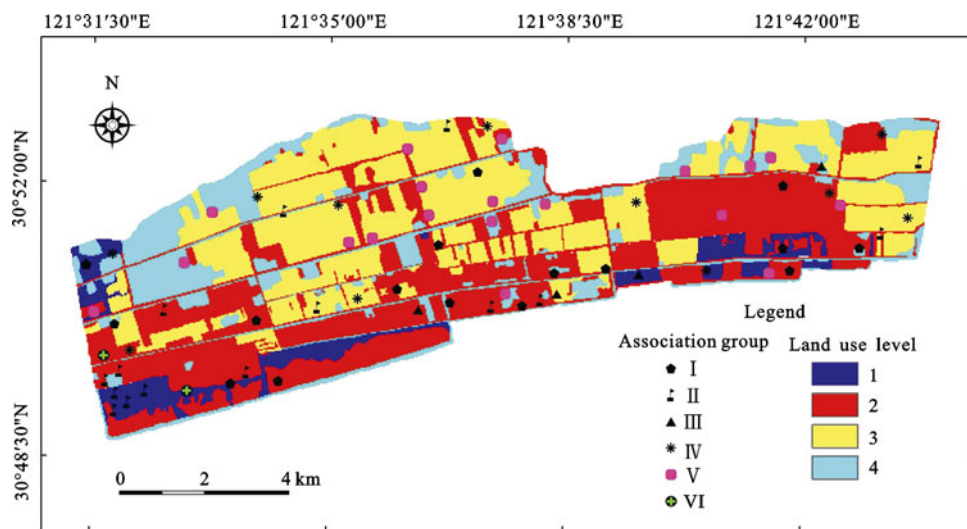 121°31'30"E 121°35'00"E 121°38'30"E 121°42'00"E
N
30°52'00"N
30°48'30"N
Legend
Association group Land use level
I 1
II 2
III 3
IV 4
V
VI
0 2 4 km